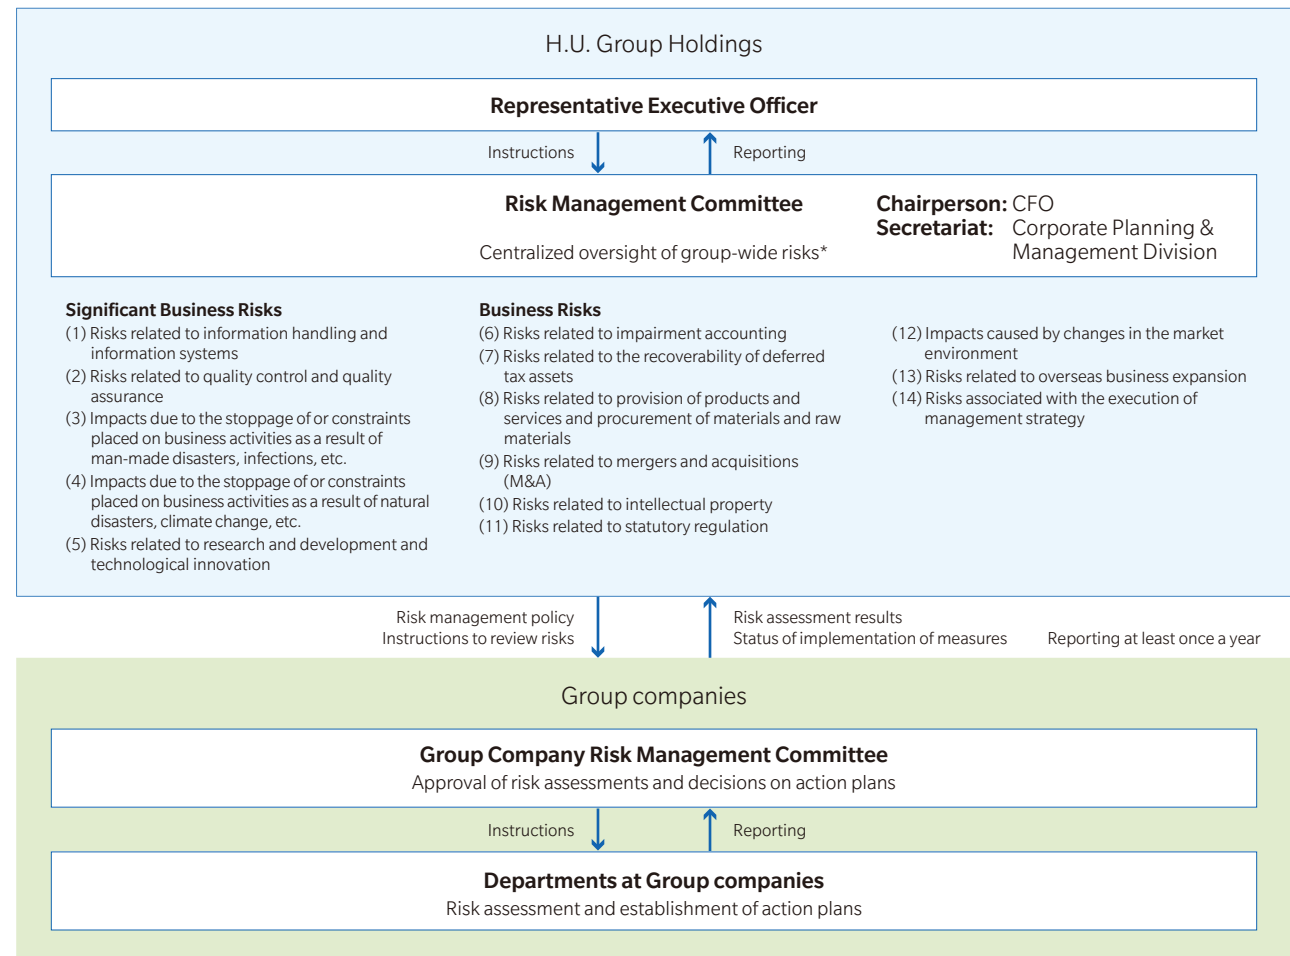 H.U. Group Holdings
Representative Executive Officer
Instructions
Reporting
Risk Management Committee
Centralized oversight of group-wide risks*
Chairperson: CFO
Secretariat: Corporate Planning &
Management Division
Significant Business Risks
(1) Risks related to information handling and
information systems
(2) Risks related to quality control and quality
assurance
(3) Impacts due to the stoppage of or constraints
placed on business activities as a result of
man-made disasters, infections, etc.
(4) Impacts due to the stoppage of or constraints
placed on business activities as a result of natural
disasters, climate change, etc.
(5) Risks related to research and development and
technological innovation
Business Risks
(6) Risks related to impairment accounting
(7) Risks related to the recoverability of deferred
tax assets
(8) Risks related to provision of products and
services and procurement of materials and raw
materials
(9) Risks related to mergers and acquisitions
(M&A)
(10) Risks related to intellectual property
(11) Risks related to statutory regulation
(12) Impacts caused by changes in the market
environment
(13) Risks related to overseas business expansion
(14) Risks associated with the execution of
management strategy
Risk management policy
Instructions to review risks
Risk assessment results
Status of implementation of measures
Reporting at least once a year
Group companies
Group Company Risk Management Committee
Approval of risk assessments and decisions on action plans
Instructions
Reporting
Departments at Group companies
Risk assessment and establishment of action plans